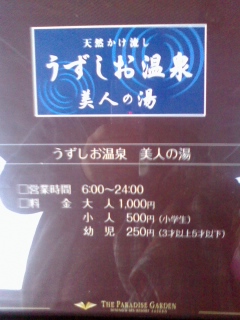 天然かけ流し
うずしお温泉
美人の湯
うずしお温泉 美人の湯
□営業時間 6:00~24:00
□料 金 大 人 1,000円
小 人 500円(小学生)
幼 児 250円(3才以上5才以下)
THE PARADISE GARDEN